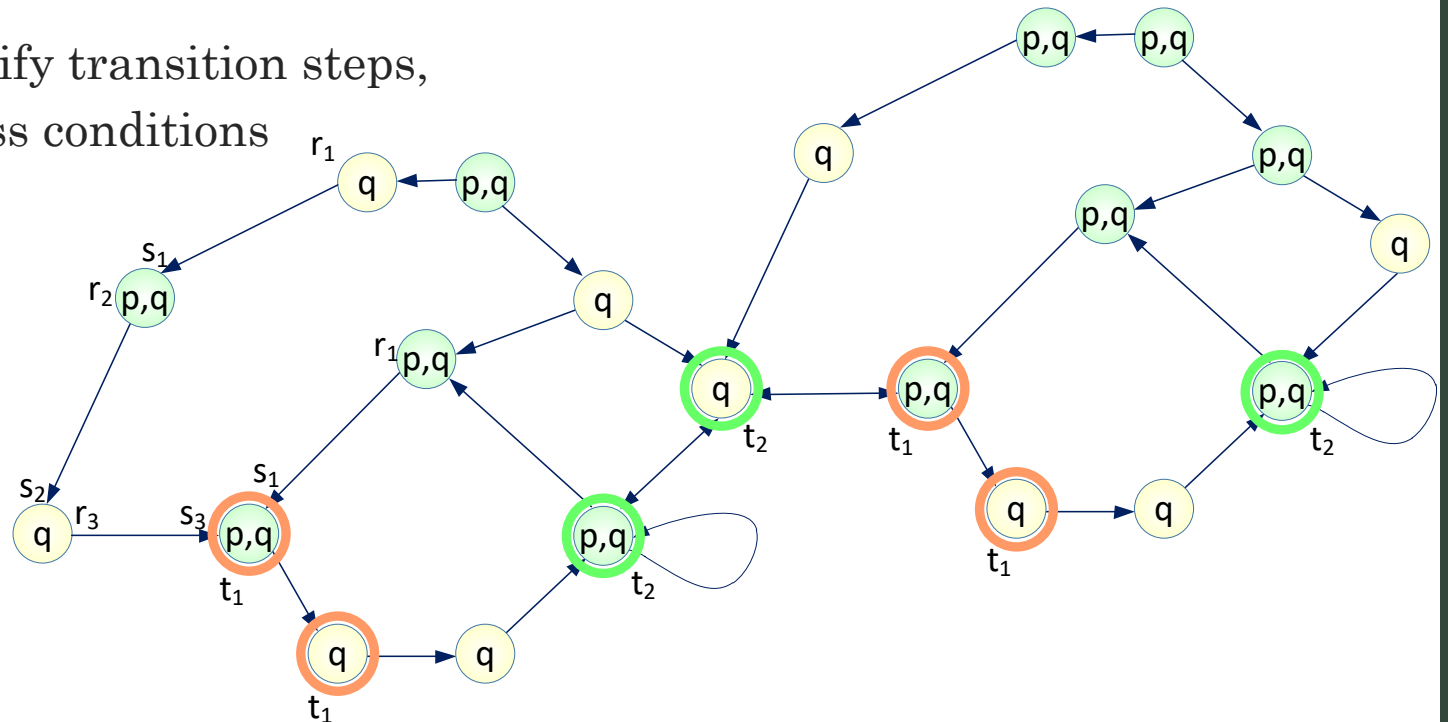 ify transition steps,
ss conditions
p,q
p,q
q
p,q
r1
q
p,q
p,q
q
s1
r2
p,q
q
r1
p,q
q
t2
p,q
t1
p,q
t2
s2
q
r3
s1
s3
p,q
t1
p,q
t2
q
t1
q
q
t1
q